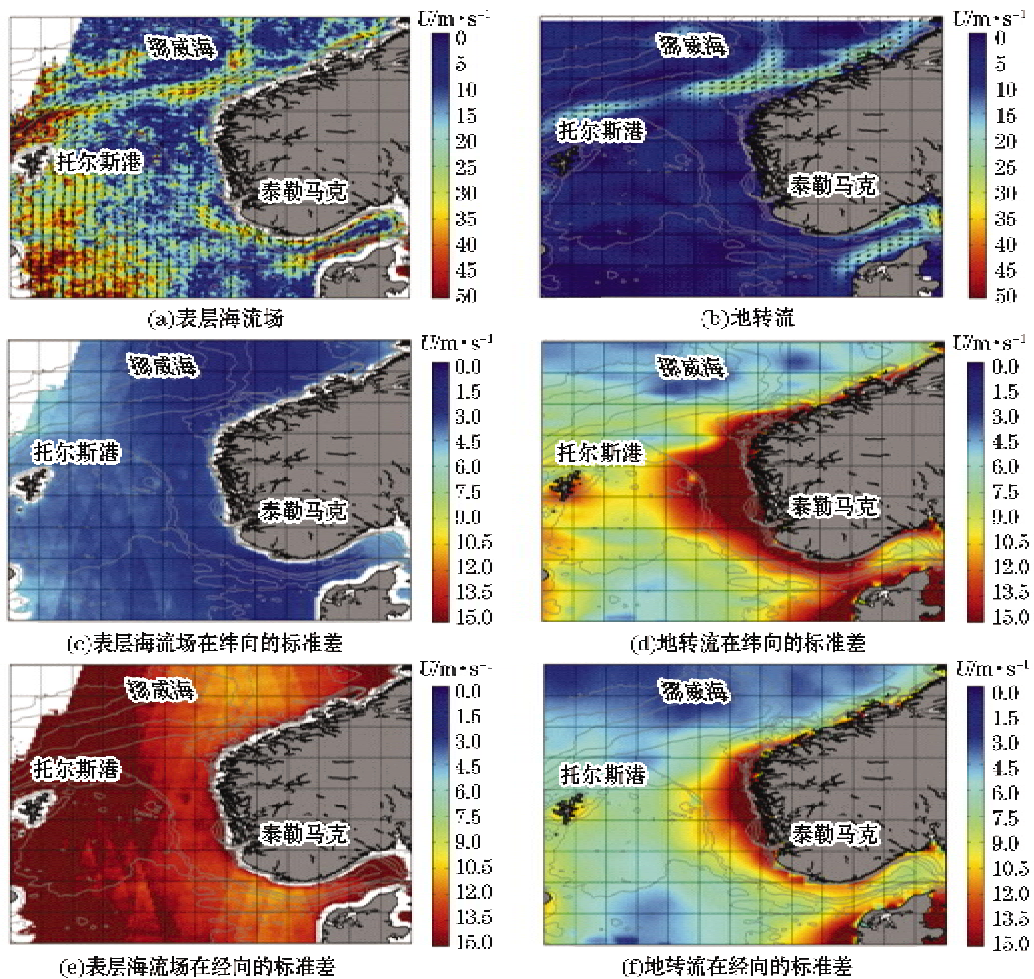 U/m·s⁻¹
U/m·s⁻¹
挪威海
挪威海
托尔斯港
托尔斯港
泰勒马克
泰勒马克
0
5
10
15
20
25
30
35
40
45
50
0
5
10
15
20
25
30
35
40
45
50
(a)表层海流场
(b)地转流
U/m·s⁻¹
U/m·s⁻¹
挪威海
挪威海
托尔斯港
托尔斯港
泰勒马克
泰勒马克
0.0
1.5
3.0
4.5
6.0
7.5
9.0
10.5
12.0
13.5
15.0
0.0
1.5
3.0
4.5
6.0
7.5
9.0
10.5
12.0
13.5
15.0
(c)表层海流场在纬向的标准差
(d)地转流在纬向的标准差
U/m·s⁻¹
U/m·s⁻¹
挪威海
挪威海
托尔斯港
托尔斯港
泰勒马克
泰勒马克
0.0
1.5
3.0
4.5
6.0
7.5
9.0
10.5
12.0
13.5
15.0
0.0
1.5
3.0
4.5
6.0
7.5
9.0
10.5
12.0
13.5
15.0
(e)表层海流场在经向的标准差
(f)地转流在经向的标准差